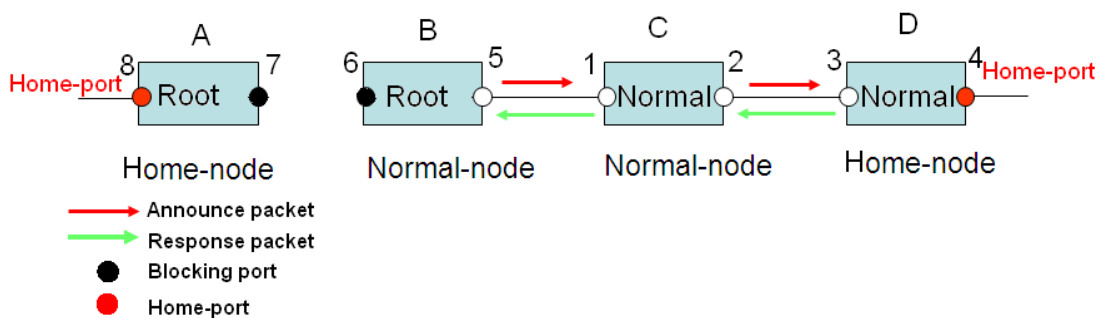 A B C D
8 7 6 5 1 2 3 4
Home-port Root Root Normal Normal Home-port
Home-node Normal-node Normal-node Home-node
Announce packet
Response packet
Blocking port
Home-port